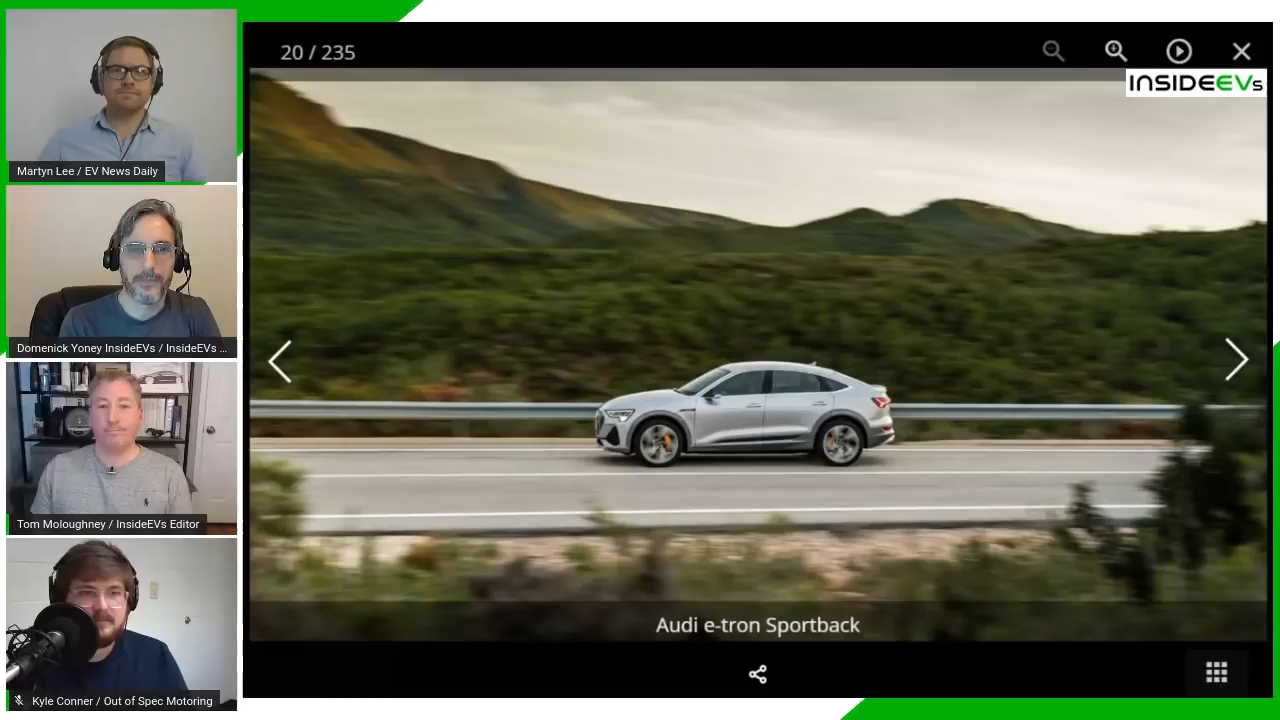 20 / 235
INSIDEEVs
Martyn Lee / EV News Daily
Domenick Yoney InsideEVs / InsideEVs ...
Tom Moloughney / InsideEVs Editor
Kyle Conner / Out of Spec Motoring
Audi e-tron Sportback